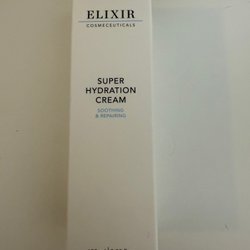 ELIXIR
COSMECEUTICALS
SUPER
HYDRATION
CREAM
SOOTHING
& REPAIRING